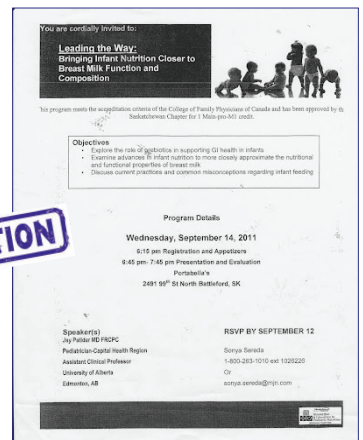 You are cordially invited to:
Leading the Way:
Bringing Infant Nutrition Closer to
Breast Milk Function and
Composition
This program meets the accreditation criteria of the College of Family Physicians of Canada and has been approved by the
Saskatchewan Chapter for 1 Main-pro-M1 credit.
Objectives
• Explore the role of prebiotics in supporting GI health in infants
• Examine advances in infant nutrition to more closely approximate the nutritional
and functional properties of breast milk
• Discuss current practices and common misconceptions regarding infant feeding
TION
Program Details
Wednesday, September 14, 2011
6:15 pm Registration and Appetizers
6:45 pm- 7:45 pm Presentation and Evaluation
Portabella's
2491 99th St North Battleford, SK
Speaker(s)
Jay Patidar MD FRCPC
Pediatrician-Capital Health Region
Assistant Clinical Professor
University of Alberta
Edmonton, AB
RSVP BY SEPTEMBER 12
Sonya Sereda
1-800-263-1010 ext 1028226
Or
sonya.sereda@mjn.com